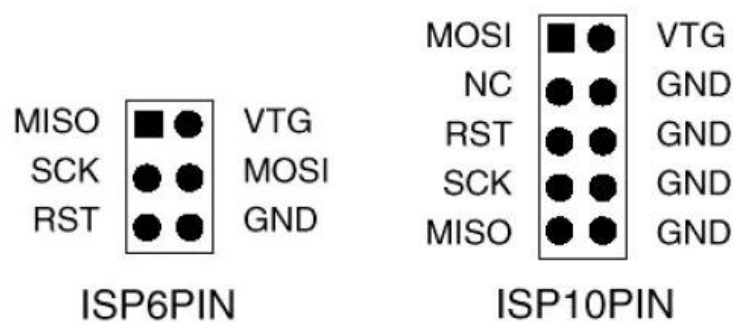 MISO VTG
SCK MOSI
RST GND
ISP6PIN
MOSI VTG
NC GND
RST GND
SCK GND
MISO GND
ISP10PIN